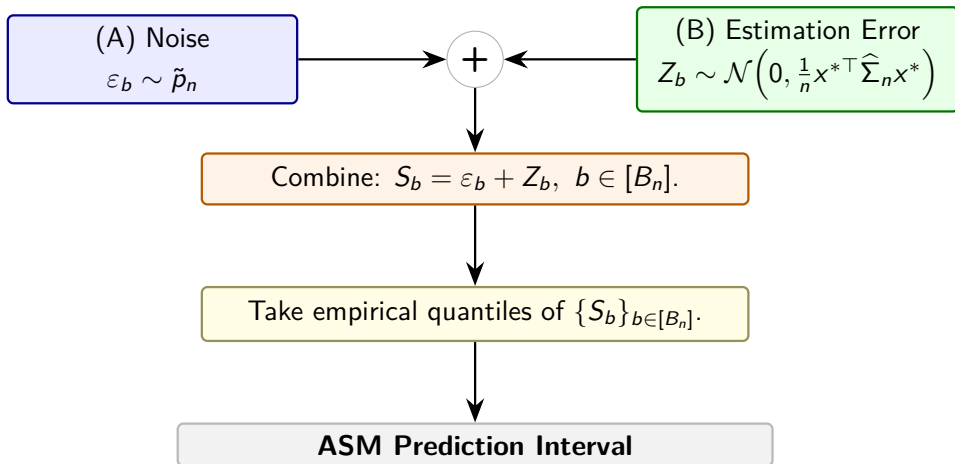 (A) Noise
ε_b ∼ p̃_n
+
(B) Estimation Error
Z_b ∼ 𝒩(0, 1/n x*⊤ Σ̂_n x*)
Combine: S_b = ε_b + Z_b, b ∈ [B_n].
Take empirical quantiles of {S_b}_{b∈[B_n]}.
ASM Prediction Interval